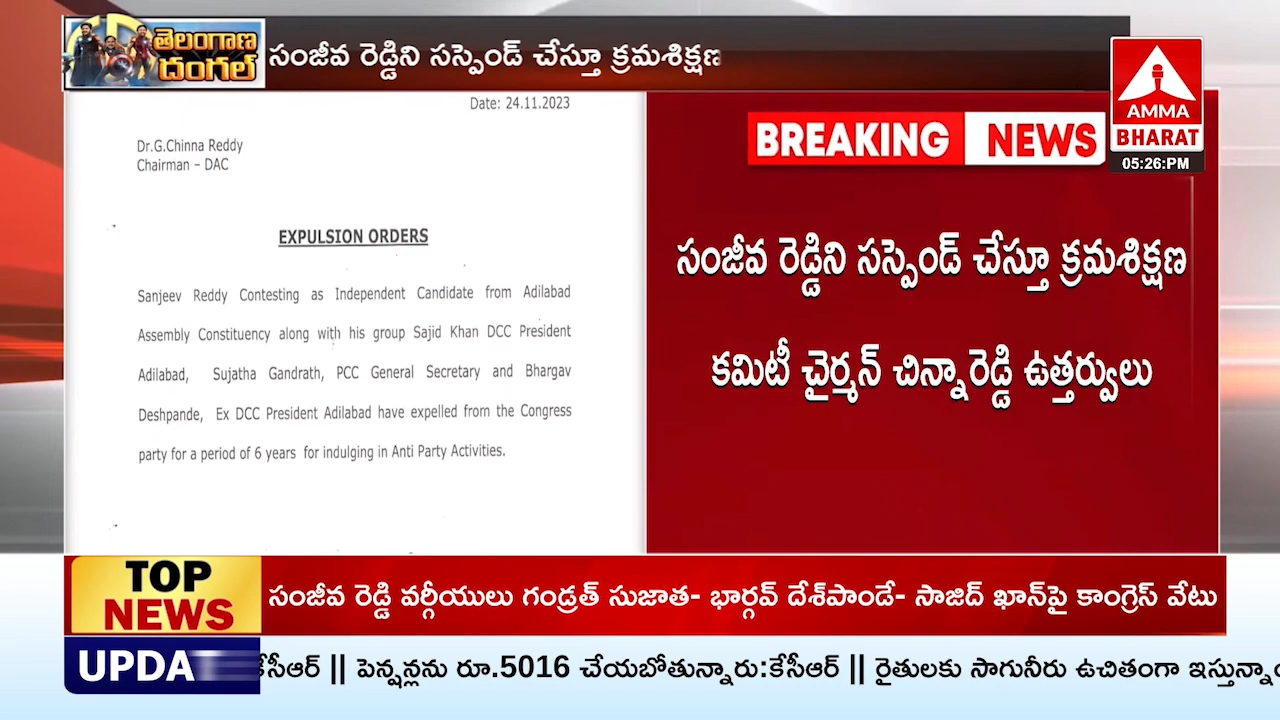 తెలంగాణ
దంగల్
సంజీవ రెడ్డిని సస్పెండ్ చేస్తూ క్రమశిక్షణ
AMMA
BHARAT
05:26:PM
Date: 24.11.2023
Dr.G.Chinna Reddy
Chairman – DAC
EXPULSION ORDERS
Sanjeev Reddy Contesting as Independent Candidate from Adilabad
Assembly Constituency along with his group Sajid Khan DCC President
Adilabad, Sujatha Gandrath, PCC General Secretary and Bhargav
Deshpande, Ex DCC President Adilabad have expelled from the Congress
party for a period of 6 years for indulging in Anti Party Activities.
BREAKING NEWS
సంజీవ రెడ్డిని సస్పెండ్ చేస్తూ క్రమశిక్షణ
కమిటీ చైర్మన్ చిన్నారెడ్డి ఉత్తర్వులు
TOP
NEWS
సంజీవ రెడ్డి వర్గీయులు గండ్రత్ సుజాత- భార్గవ్ దేశ్‌పాండే- సాజిద్ ఖాన్‌పై కాంగ్రెస్ వేటు
UPDA
కేసీఆర్ || పెన్షన్లను రూ.5016 చేయబోతున్నారు:కేసీఆర్ || రైతులకు సాగునీరు ఉచితంగా